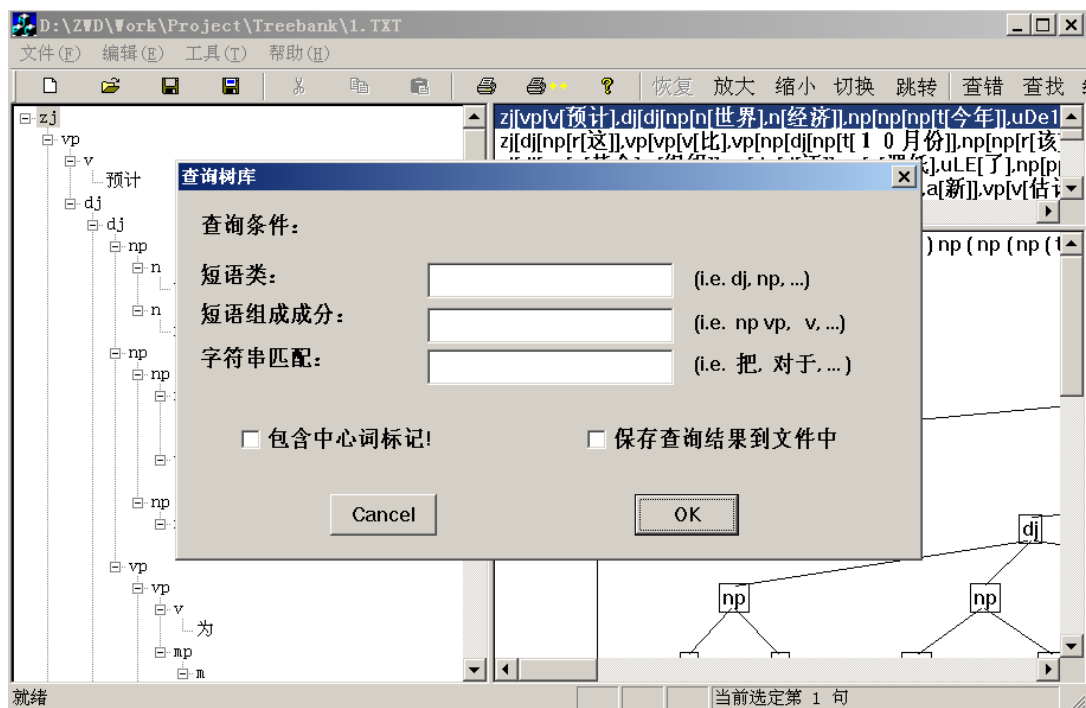 D:\ZWD\Work\Project\Treebank\1.TXT
文件(F) 编辑(E) 工具(T) 帮助(H)
恢复 放大 缩小 切换 跳转 查错 查找
zj
vp
v
预计
dj
dj
np
n
n
np
np
np
vp
vp
v
为
mp
m
zj[vp[v[预计],dj[dj[np[n[世界],n[经济]],np[np[np[t[今年]],uDe1
zj[dj[np[r[这]],vp[vp[v[比],vp[np[dj[np[t[１０月份]],np[np[r[该
uLE[了],np[p
,a[新]],vp[v[估计
) np ( np ( np ( t
查询树库
查询条件：
短语类： (i.e. dj, np, ...)
短语组成成分： (i.e. np vp, v, ...)
字符串匹配： (i.e. 把, 对于, ... )
包含中心词标记! 保存查询结果到文件中
Cancel OK
dj
np np
就绪 当前选定第 1 句